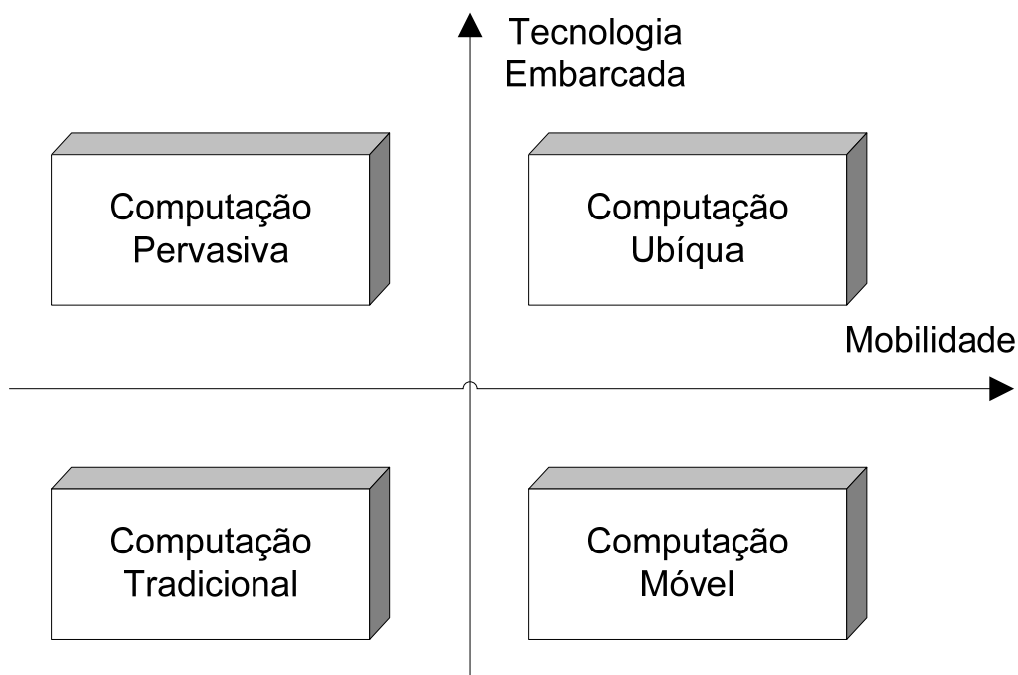 Tecnologia
Embarcada
Computação
Pervasiva
Computação
Ubíqua
Mobilidade
Computação
Tradicional
Computação
Móvel